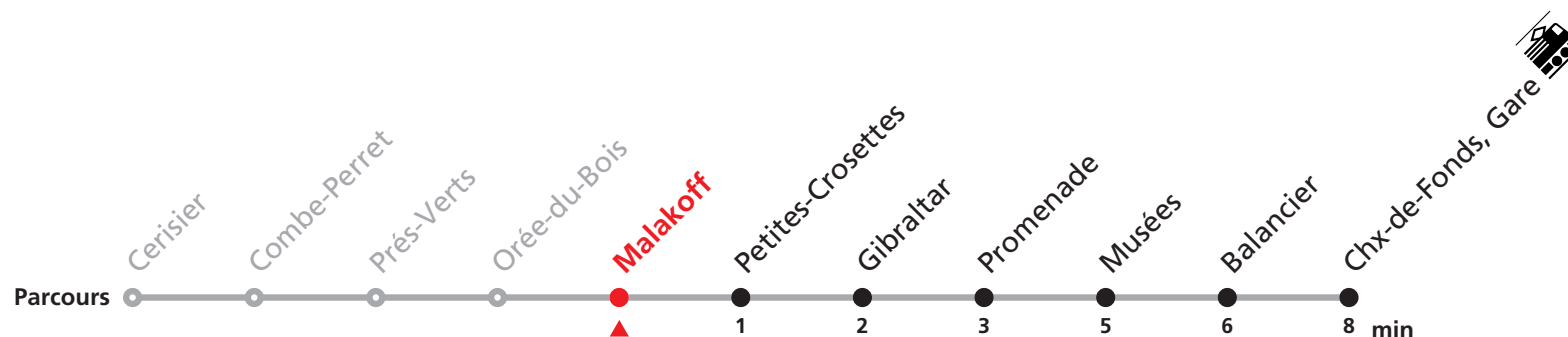 Cerisier
Combe-Perret
Prés-Verts
Orée-du-Bois
Malakoff
Petites-Crosettes
Gibraltar
Promenade
Musées
Balancier
Chx-de-Fonds, Gare
Parcours
1 2 3 5 6 8 min